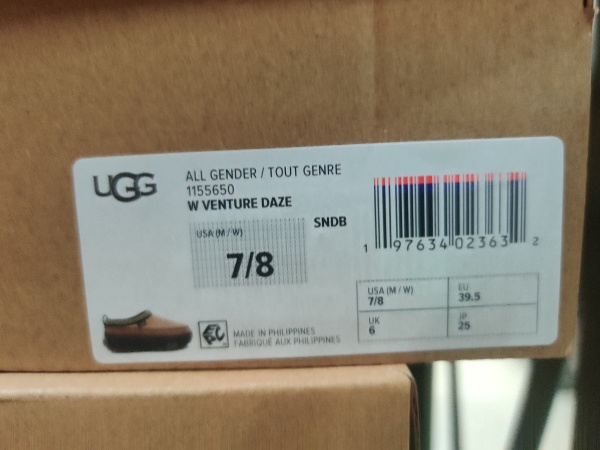 UGG
ALL GENDER / TOUT GENRE
1155650
W VENTURE DAZE
SNDB
USA (M / W)
7/8
1 97634 02363 2
USA (M / W)
7/8
EU
39.5
UK
6
JP
25
MADE IN PHILIPPINES
FABRIQUÉ AUX PHILIPPINES